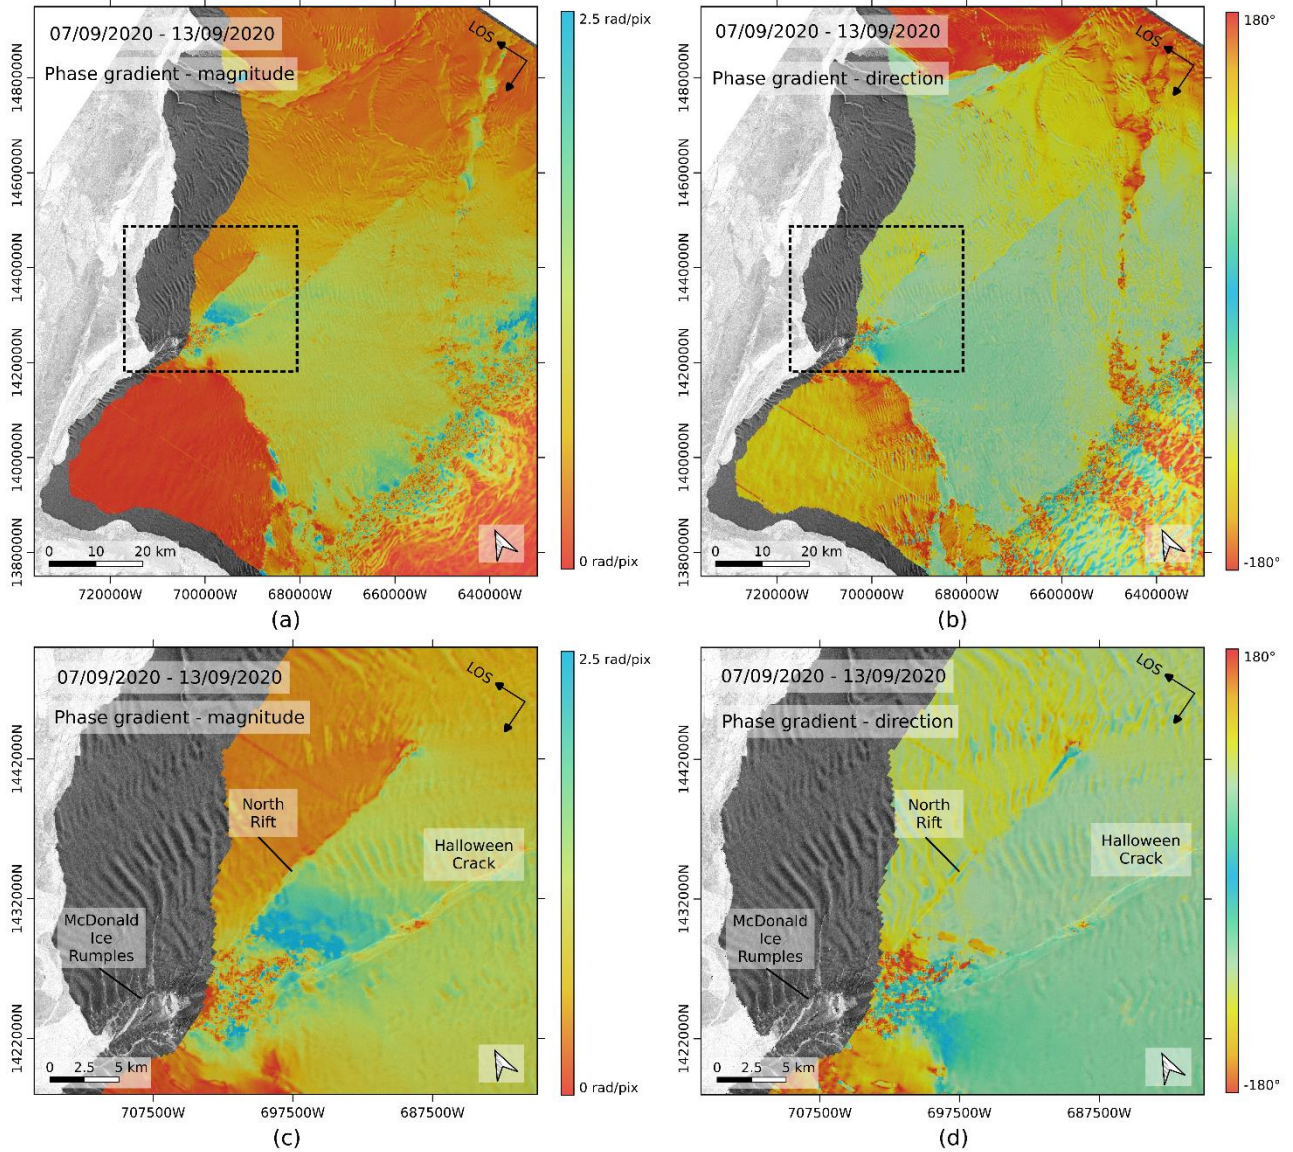 07/09/2020 - 13/09/2020
Phase gradient - magnitude
LOS
2.5 rad/pix
0 rad/pix
1480000N
1460000N
1440000N
1420000N
1400000N
1380000N
0 10 20 km
720000W 700000W 680000W 660000W 640000W
(a)
07/09/2020 - 13/09/2020
Phase gradient - direction
LOS
180°
-180°
1480000N
1460000N
1440000N
1420000N
1400000N
1380000N
0 10 20 km
720000W 700000W 680000W 660000W 640000W
(b)
07/09/2020 - 13/09/2020
Phase gradient - magnitude
LOS
2.5 rad/pix
0 rad/pix
1442000N
1432000N
1422000N
North
Rift
Halloween
Crack
McDonald
Ice
Rumples
0 2.5 5 km
707500W 697500W 687500W
(c)
07/09/2020 - 13/09/2020
Phase gradient - direction
LOS
180°
-180°
1442000N
1432000N
1422000N
North
Rift
Halloween
Crack
McDonald
Ice
Rumples
0 2.5 5 km
707500W 697500W 687500W
(d)